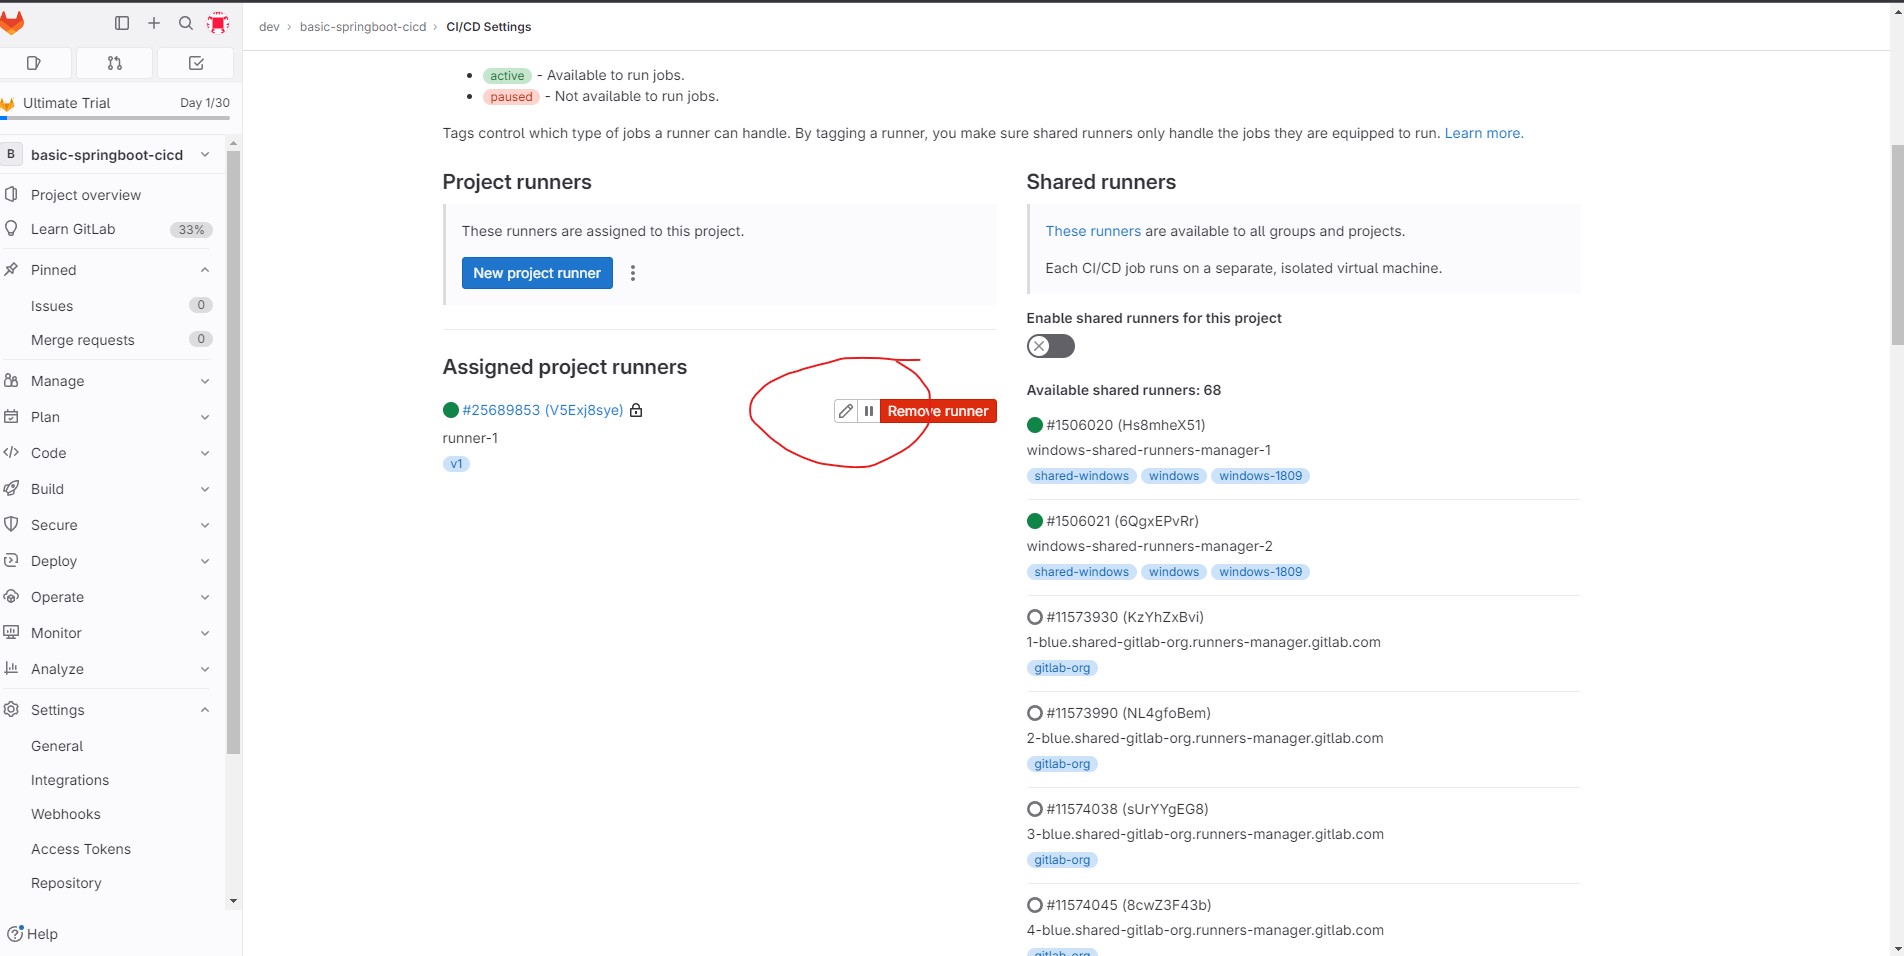 dev › basic-springboot-cicd › CI/CD Settings
Ultimate Trial Day 1/30
B basic-springboot-cicd
Project overview
Learn GitLab 33%
Pinned
Issues 0
Merge requests 0
Manage
Plan
Code
Build
Secure
Deploy
Operate
Monitor
Analyze
Settings
General
Integrations
Webhooks
Access Tokens
Repository
Help
active - Available to run jobs.
paused - Not available to run jobs.
Tags control which type of jobs a runner can handle. By tagging a runner, you make sure shared runners only handle the jobs they are equipped to run. Learn more.
Project runners
These runners are assigned to this project.
New project runner
Assigned project runners
#25689853 (V5Exj8sye)
Remove runner
runner-1
v1
Shared runners
These runners are available to all groups and projects.
Each CI/CD job runs on a separate, isolated virtual machine.
Enable shared runners for this project
Available shared runners: 68
#1506020 (Hs8mheX51)
windows-shared-runners-manager-1
shared-windows windows windows-1809
#1506021 (6QgxEPvRr)
windows-shared-runners-manager-2
shared-windows windows windows-1809
#11573930 (KzYhZxBvi)
1-blue.shared-gitlab-org.runners-manager.gitlab.com
gitlab-org
#11573990 (NL4gfoBem)
2-blue.shared-gitlab-org.runners-manager.gitlab.com
gitlab-org
#11574038 (sUrYYgEG8)
3-blue.shared-gitlab-org.runners-manager.gitlab.com
gitlab-org
#11574045 (8cwZ3F43b)
4-blue.shared-gitlab-org.runners-manager.gitlab.com
gitlab-org